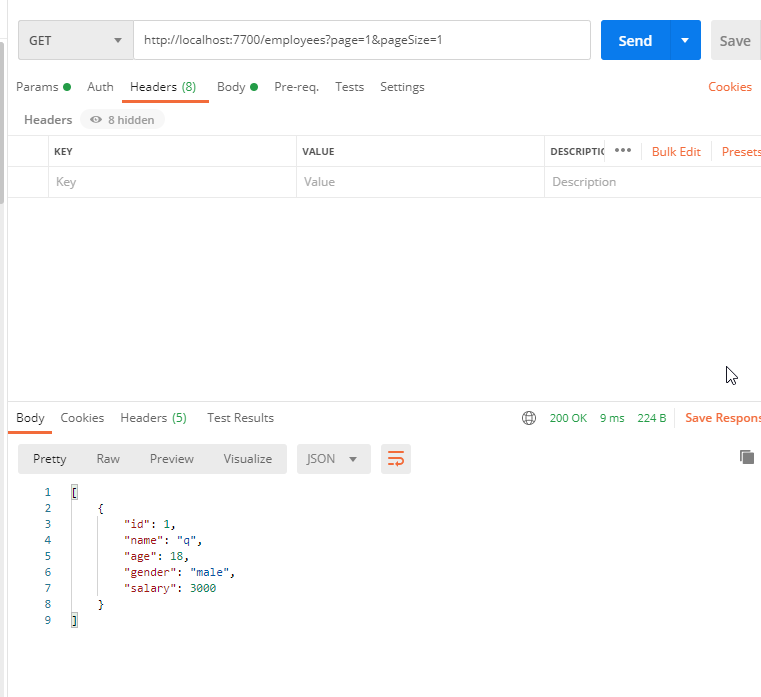 GET http://localhost:7700/employees?page=1&pageSize=1 Send Save
Params Auth Headers (8) Body Pre-req. Tests Settings Cookies
Headers 8 hidden
KEY VALUE DESCRIPTIC ••• Bulk Edit Presets
Key Value Description
Body Cookies Headers (5) Test Results 200 OK 9 ms 224 B Save Respons
Pretty Raw Preview Visualize JSON
1 [
2 {
3 "id": 1,
4 "name": "q",
5 "age": 18,
6 "gender": "male",
7 "salary": 3000
8 }
9 ]